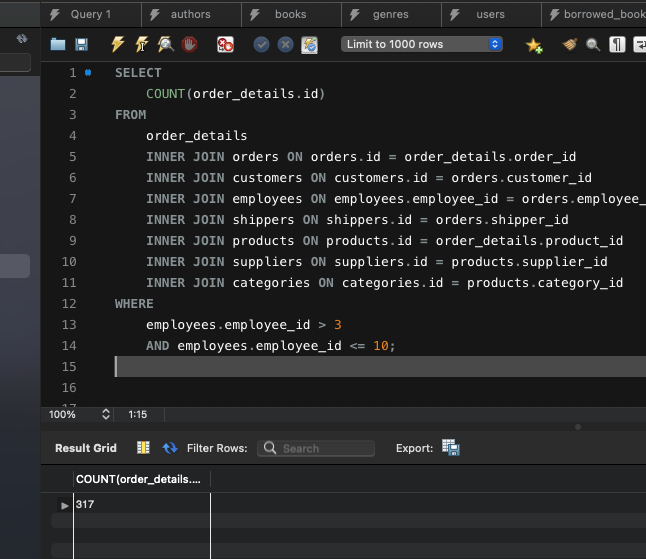 Query 1 authors books genres users borrowed_book
Limit to 1000 rows
1 SELECT
2 COUNT(order_details.id)
3 FROM
4 order_details
5 INNER JOIN orders ON orders.id = order_details.order_id
6 INNER JOIN customers ON customers.id = orders.customer_id
7 INNER JOIN employees ON employees.employee_id = orders.employee_
8 INNER JOIN shippers ON shippers.id = orders.shipper_id
9 INNER JOIN products ON products.id = order_details.product_id
10 INNER JOIN suppliers ON suppliers.id = products.supplier_id
11 INNER JOIN categories ON categories.id = products.category_id
12 WHERE
13 employees.employee_id > 3
14 AND employees.employee_id <= 10;
15
16
17
100% 1:15
Result Grid Filter Rows: Search Export:
COUNT(order_details....
317